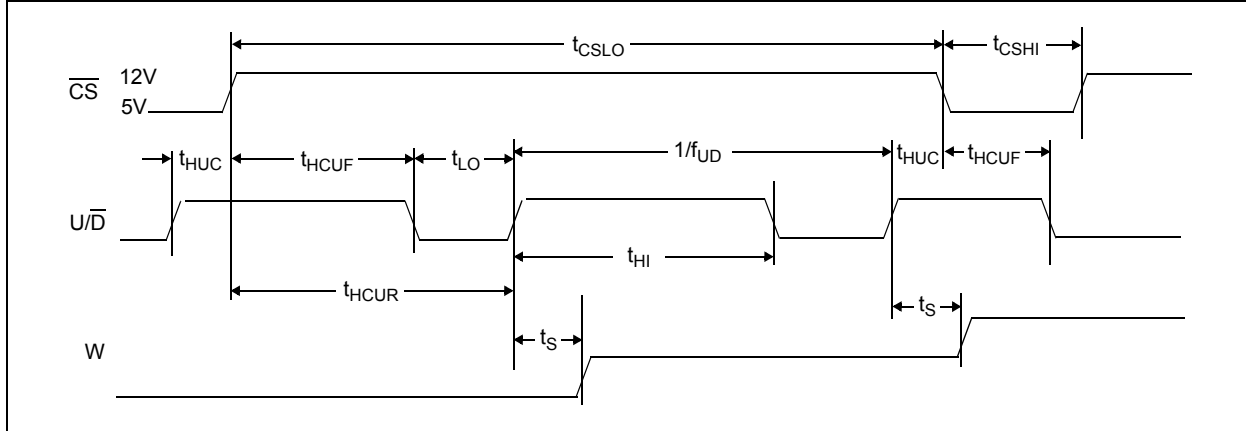 tCSLO
tCSHI
12V
CS
5V
tHUC
tHCUF
tLO
1/fUD
tHUC
tHCUF
U/D
tHI
tHCUR
tS
tS
W